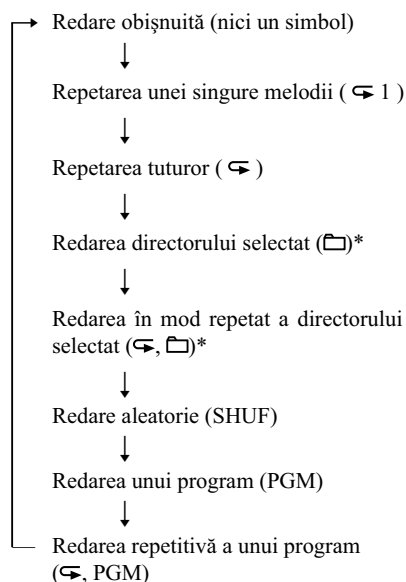 Redare obişnuită (nici un simbol)
Repetarea unei singure melodii ( 1 )
Repetarea tuturor ( )
Redarea directorului selectat ( )*
Redarea în mod repetat a directorului
selectat ( , )*
Redare aleatorie (SHUF)
Redarea unui program (PGM)
Redarea repetitivă a unui program
( , PGM)